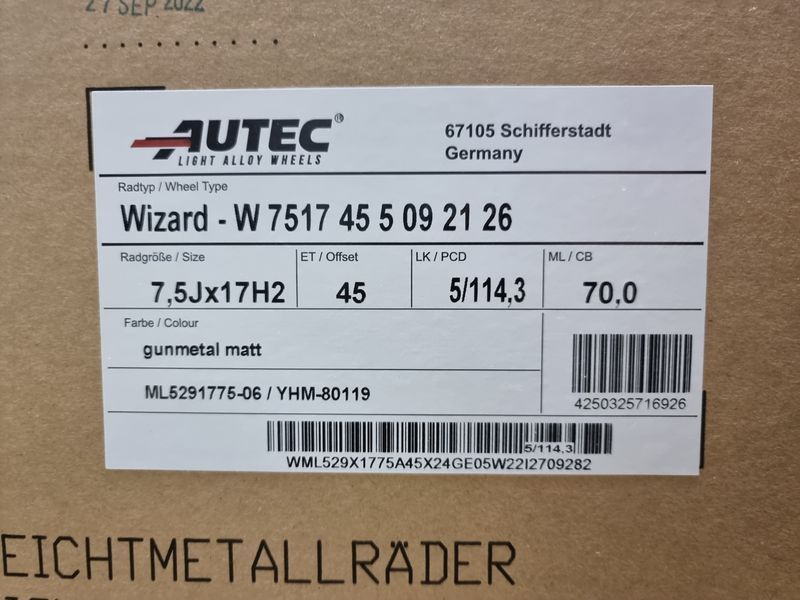 27 SEP 2022
AUTEC®
LIGHT ALLOY WHEELS
67105 Schifferstadt
Germany
Radtyp / Wheel Type
Wizard - W 7517 45 5 09 21 26
Radgröße / Size
7,5Jx17H2
ET / Offset
45
LK / PCD
5/114,3
ML / CB
70,0
Farbe / Colour
gunmetal matt
ML5291775-06 / YHM-80119
4250325716926
5/114,3
WML529X1775A45X24GE05W22I2709282
EICHTMETALLRÄDER